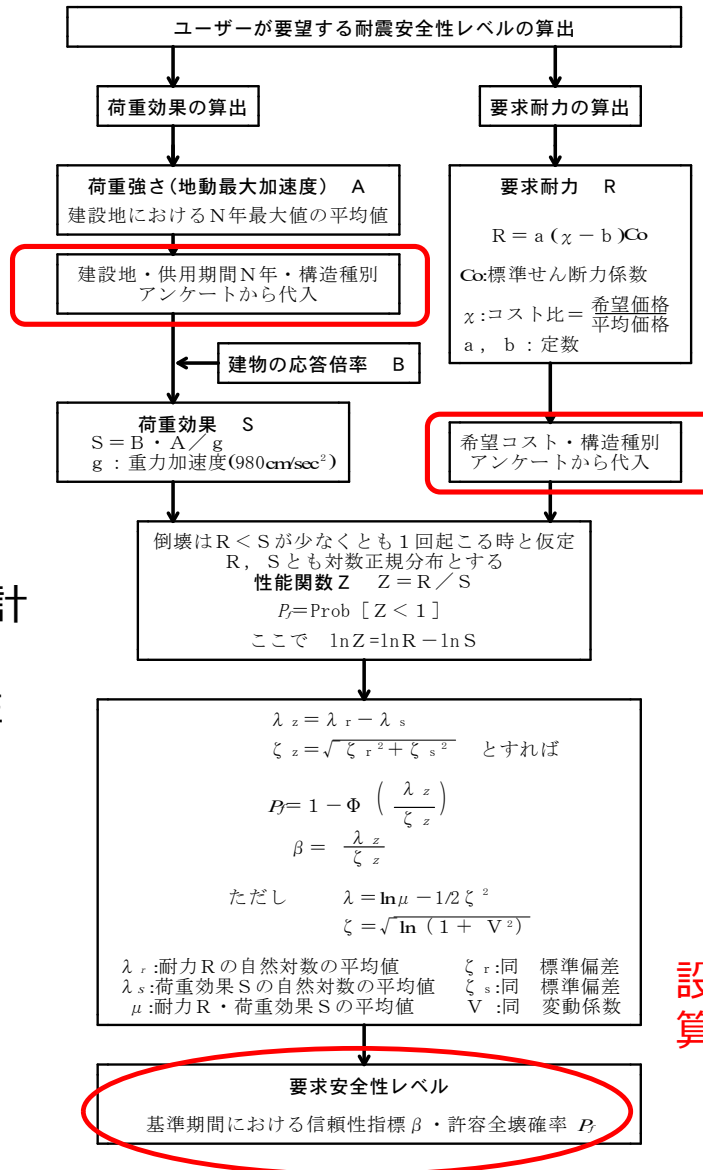 ユーザーが要望する耐震安全性レベルの算出
荷重効果の算出
要求耐力の算出
荷重強さ(地動最大加速度) A
建設地におけるN年最大値の平均値
建設地・供用期間N年・構造種別
アンケートから代入
建物の応答倍率 B
荷重効果 S
S=B・A/g
g:重力加速度(980cm/sec²)
要求耐力 R
R=a(χ-b)Co
Co:標準せん断力係数
χ:コスト比=希望価格/平均価格
a, b:定数
希望コスト・構造種別
アンケートから代入
倒壊はR<Sが少なくとも1回起こる時と仮定
R, Sとも対数正規分布とする
性能関数Z Z=R/S
Pf=Prob[Z<1]
ここで lnZ=lnR-lnS
計
λz=λr-λs
ζz=√ζr²+ζs² とすれば
Pf=1-Φ(λz/ζz)
β=λz/ζz
ただし λ=lnμ-1/2ζ²
ζ=√ln(1+V²)
λr:耐力Rの自然対数の平均値 ζr:同 標準偏差
λs:荷重効果Sの自然対数の平均値 ζs:同 標準偏差
μ:耐力R・荷重効果Sの平均値 V:同 変動係数
設
算
要求安全性レベル
基準期間における信頼性指標β・許容全壊確率 Pf